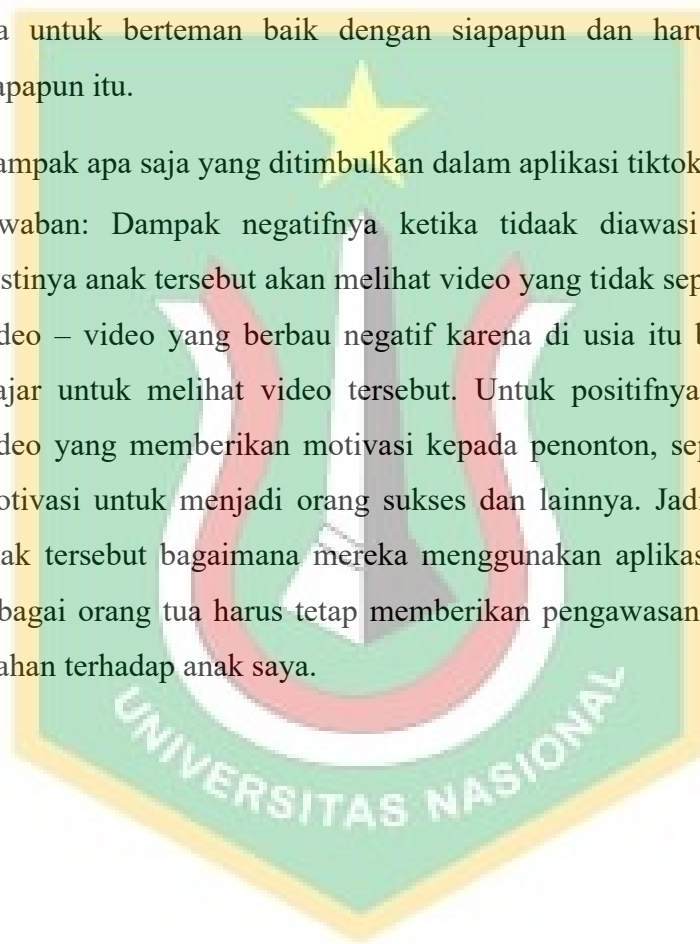 a untuk berteman baik dengan siapapun dan haru
apapun itu.
ampak apa saja yang ditimbulkan dalam aplikasi tiktok
waban: Dampak negatifnya ketika tidaak diawasi
stinya anak tersebut akan melihat video yang tidak sep
deo – video yang berbau negatif karena di usia itu b
ajar untuk melihat video tersebut. Untuk positifnya
deo yang memberikan motivasi kepada penonton, sep
otivasi untuk menjadi orang sukses dan lainnya. Jadi
ak tersebut bagaimana mereka menggunakan aplikas
bagai orang tua harus tetap memberikan pengawasan
ahan terhadap anak saya.
UNIVERSITAS NASIONAL